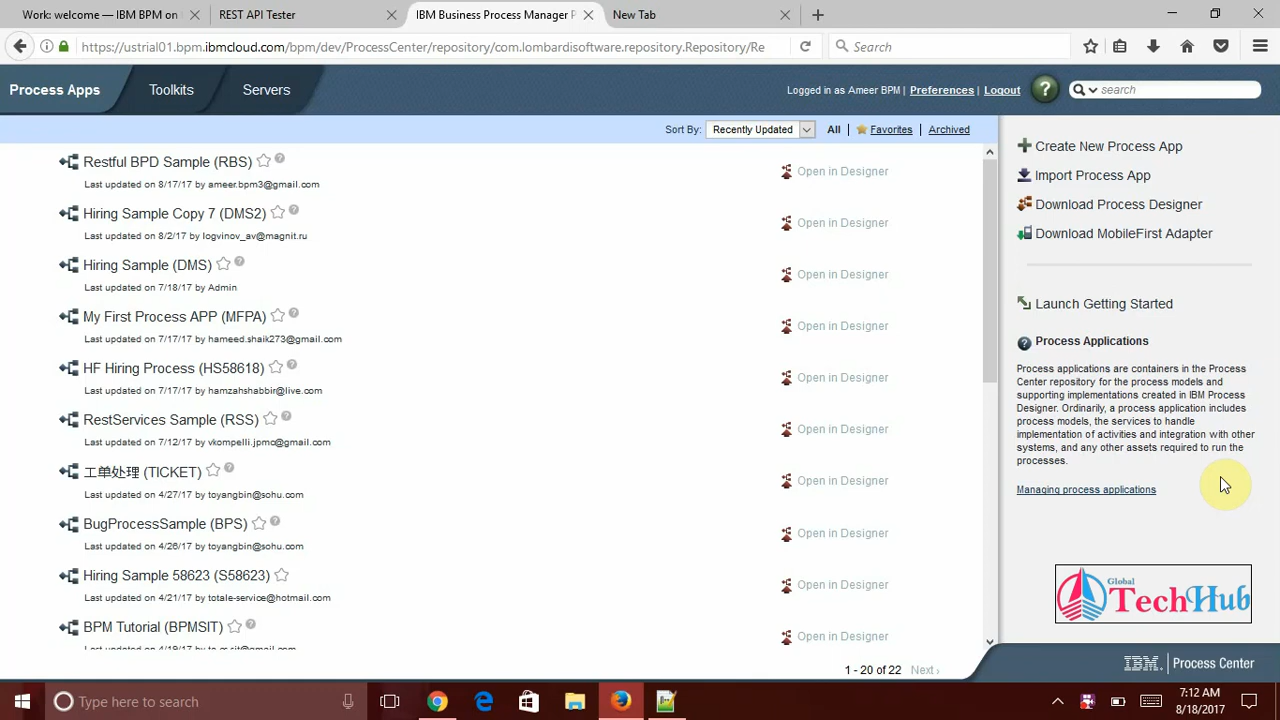 Work: welcome — IBM BPM on
REST API Tester
IBM Business Process Manager P
New Tab
https://ustrial01.bpm.ibmcloud.com/bpm/dev/ProcessCenter/repository/com.lombardisoftware.repository.Repository/Re
Search
Process Apps
Toolkits
Servers
Logged in as Ameer BPM | Preferences | Logout
?
search
Sort By: Recently Updated
All | Favorites | Archived
Restful BPD Sample (RBS)
Last updated on 8/17/17 by ameer.bpm3@gmail.com
Open in Designer
Hiring Sample Copy 7 (DMS2)
Last updated on 8/2/17 by logvinov_av@magnit.ru
Open in Designer
Hiring Sample (DMS)
Last updated on 7/18/17 by Admin
Open in Designer
My First Process APP (MFPA)
Last updated on 7/17/17 by hameed.shaik273@gmail.com
Open in Designer
HF Hiring Process (HS58618)
Last updated on 7/17/17 by hamzahshabbir@live.com
Open in Designer
RestServices Sample (RSS)
Last updated on 7/12/17 by vkompelli.jpmc@gmail.com
Open in Designer
工单处理 (TICKET)
Last updated on 4/27/17 by toyangbin@sohu.com
Open in Designer
BugProcessSample (BPS)
Last updated on 4/26/17 by toyangbin@sohu.com
Open in Designer
Hiring Sample 58623 (S58623)
Last updated on 4/21/17 by totale-service@hotmail.com
Open in Designer
BPM Tutorial (BPMSIT)
Last updated on 4/19/17 by
Open in Designer
1 - 20 of 22 Next ›
Create New Process App
Import Process App
Download Process Designer
Download MobileFirst Adapter
Launch Getting Started
Process Applications
Process applications are containers in the Process
Center repository for the process models and
supporting implementations created in IBM Process
Designer. Ordinarily, a process application includes
process models, the services to handle
implementation of activities and integration with other
systems, and any other assets required to run the
processes.
Managing process applications
Global
TechHub
IBM Process Center
Type here to search
7:12 AM
8/18/2017